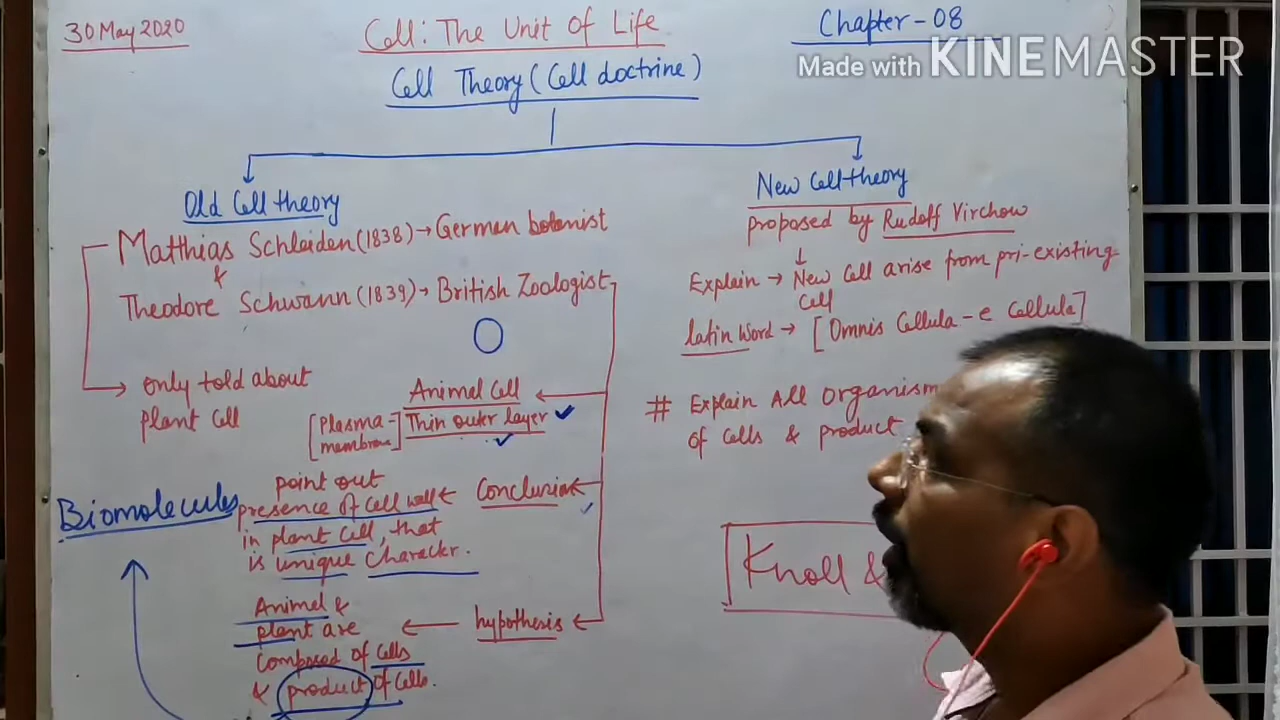 30 May 2020
Cell: The Unit Of Life
Chapter-08
Made with KINEMASTER
Cell Theory (Cell doctrine)
Old Cell theory
Matthias Schleiden (1838) → German botonist
&
Theodore Schwann (1839) → British Zoologist
only told about
plant Cell
Animal Cell
[Plasma-membrane] Thin outer layer
Conclusion
point out
presence of Cell wall
in plant Cell, that
is unique Character.
hypothesis
Animal &
plant are
Composed of Cells
& product of Cells.
Biomolecules
New Cell theory
proposed by Rudolf Virchow
Explain → New Cell arise from pri-existing
Cell
latin word → [Omnis Cellula-e Cellula]
# Explain All Organism
of Cells & product
Knoll &